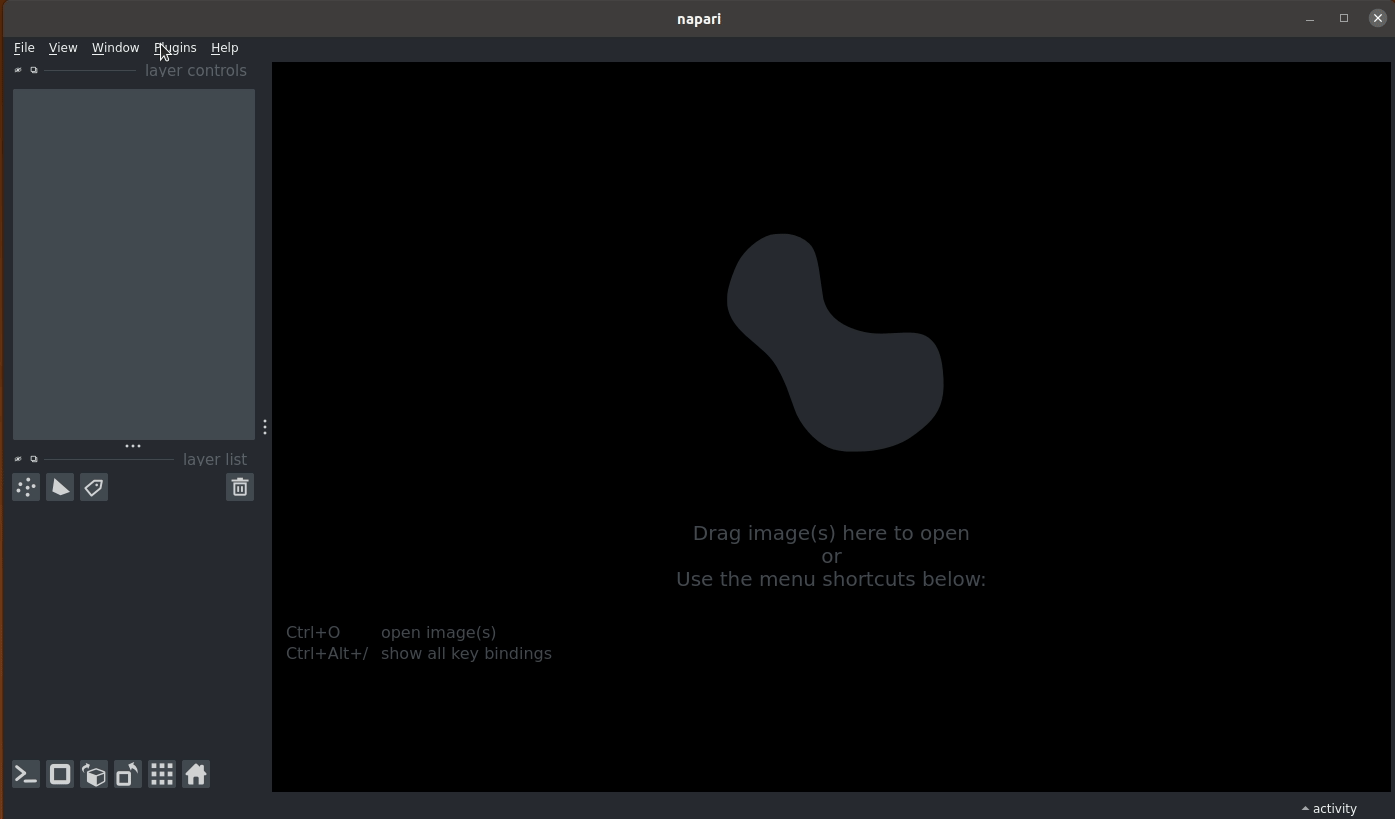 napari
File View Window Plugins Help
layer controls
layer list
Drag image(s) here to open
or
Use the menu shortcuts below:
Ctrl+O open image(s)
Ctrl+Alt+/ show all key bindings
activity